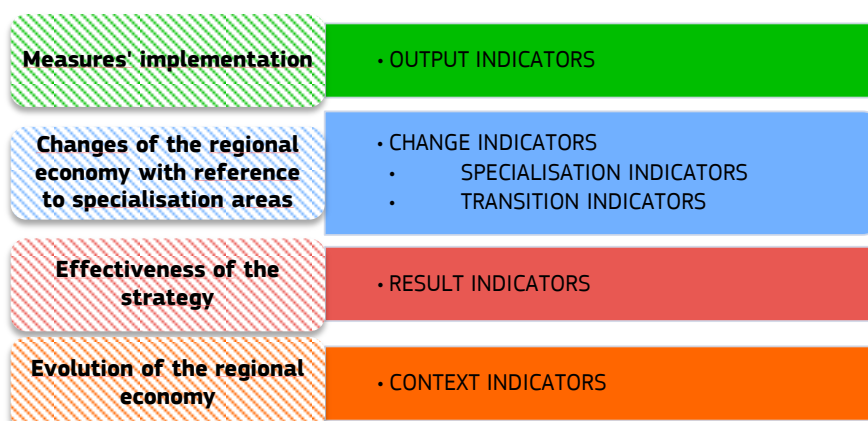 Measures' implementation
• OUTPUT INDICATORS
Changes of the regional
economy with reference
to specialisation areas
• CHANGE INDICATORS
• SPECIALISATION INDICATORS
• TRANSITION INDICATORS
Effectiveness of the
strategy
• RESULT INDICATORS
Evolution of the regional
economy
• CONTEXT INDICATORS